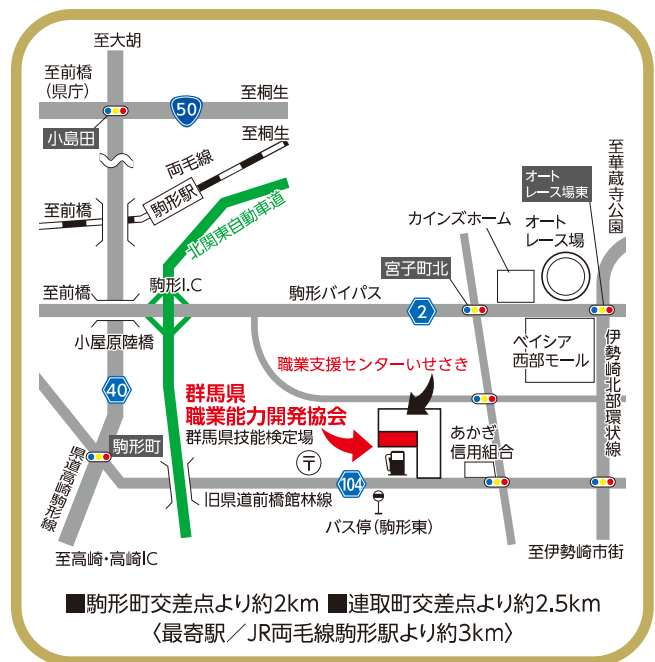 至大胡
至前橋
(県庁)
50
至桐生
小島田
至桐生
両毛線
駒形駅
至前橋
北関東自動車道
至華蔵寺公園
オート
レース場東
カインズホーム
オート
レース場
宮子町北
駒形I.C
至前橋
駒形バイパス
2
小屋原陸橋
ベイシア
西部モール
伊勢崎北部環状線
職業支援センターいせさき
40
群馬県
職業能力開発協会
群馬県技能検定場
駒形町
県道高崎駒形線
〒
あかぎ
信用組合
104
旧県道前橋館林線
バス停(駒形東)
至高崎・高崎IC
至伊勢崎市街
■駒形町交差点より約2km ■連取町交差点より約2.5km
〈最寄駅／JR両毛線駒形駅より約3km〉